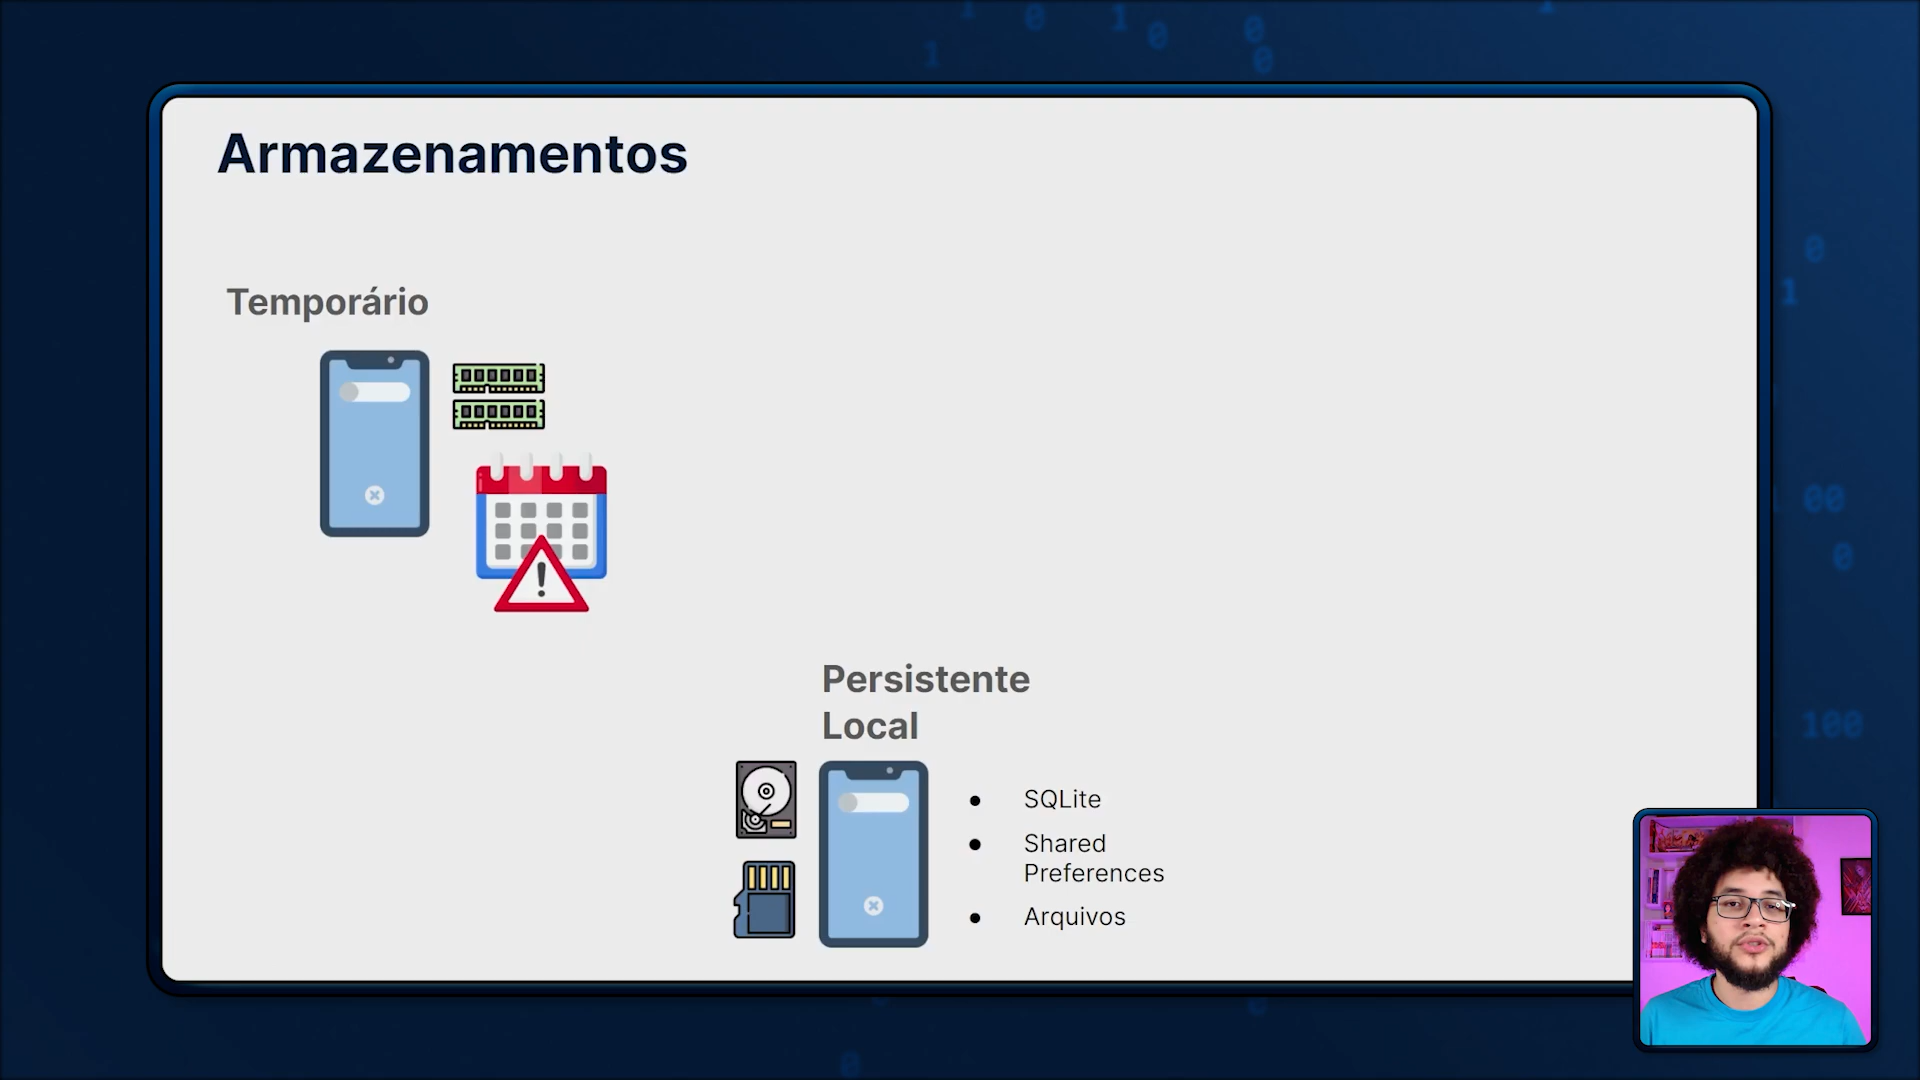 Armazenamentos
Temporário
Persistente
Local
● SQLite
● Shared
Preferences
● Arquivos